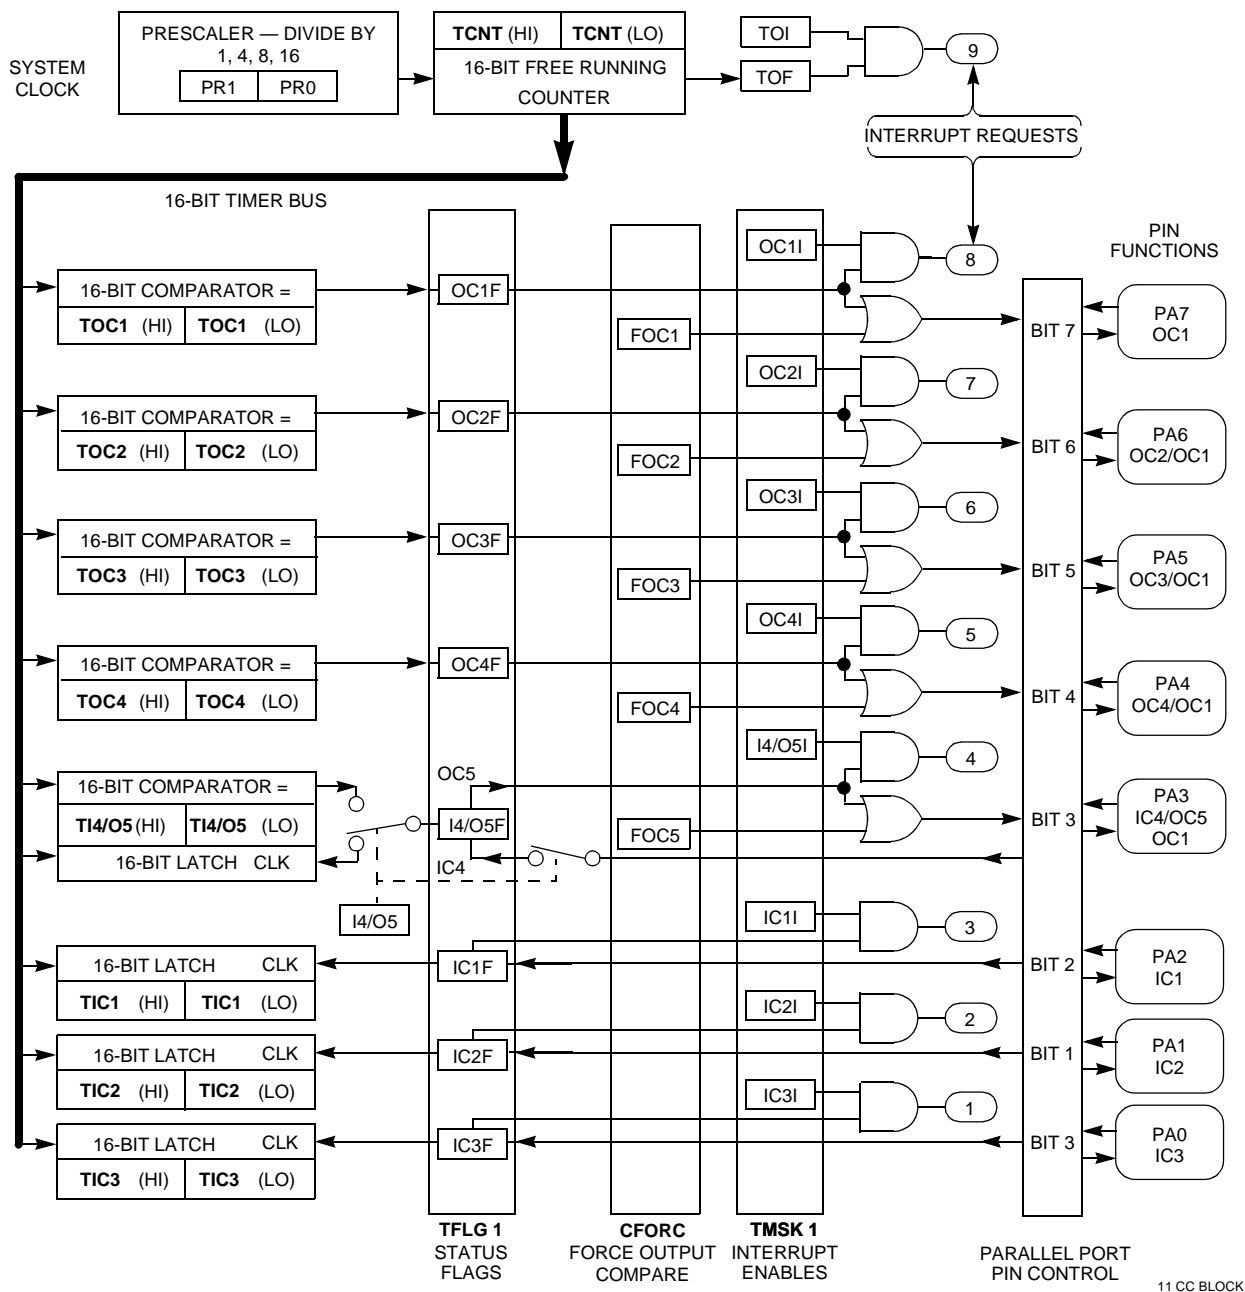 SYSTEM
CLOCK
PRESCALER — DIVIDE BY
1, 4, 8, 16
PR1 PR0
TCNT (HI) TCNT (LO)
16-BIT FREE RUNNING
COUNTER
TOI
TOF
9
INTERRUPT REQUESTS
16-BIT TIMER BUS
PIN
FUNCTIONS
OC1I
8
16-BIT COMPARATOR =
TOC1 (HI) TOC1 (LO)
OC1F
FOC1
BIT 7
PA7
OC1
OC2I
7
16-BIT COMPARATOR =
TOC2 (HI) TOC2 (LO)
OC2F
FOC2
BIT 6
PA6
OC2/OC1
OC3I
6
16-BIT COMPARATOR =
TOC3 (HI) TOC3 (LO)
OC3F
FOC3
BIT 5
PA5
OC3/OC1
OC4I
5
16-BIT COMPARATOR =
TOC4 (HI) TOC4 (LO)
OC4F
FOC4
BIT 4
PA4
OC4/OC1
I4/O5I
4
16-BIT COMPARATOR =
TI4/O5 (HI) TI4/O5 (LO)
16-BIT LATCH CLK
OC5
I4/O5F
IC4
FOC5
BIT 3
PA3
IC4/OC5
OC1
I4/O5
IC1I
3
16-BIT LATCH CLK
TIC1 (HI) TIC1 (LO)
IC1F
BIT 2
PA2
IC1
IC2I
2
16-BIT LATCH CLK
TIC2 (HI) TIC2 (LO)
IC2F
BIT 1
PA1
IC2
IC3I
1
16-BIT LATCH CLK
TIC3 (HI) TIC3 (LO)
IC3F
BIT 3
PA0
IC3
TFLG 1
STATUS
FLAGS
CFORC
FORCE OUTPUT
COMPARE
TMSK 1
INTERRUPT
ENABLES
PARALLEL PORT
PIN CONTROL
11 CC BLOCK